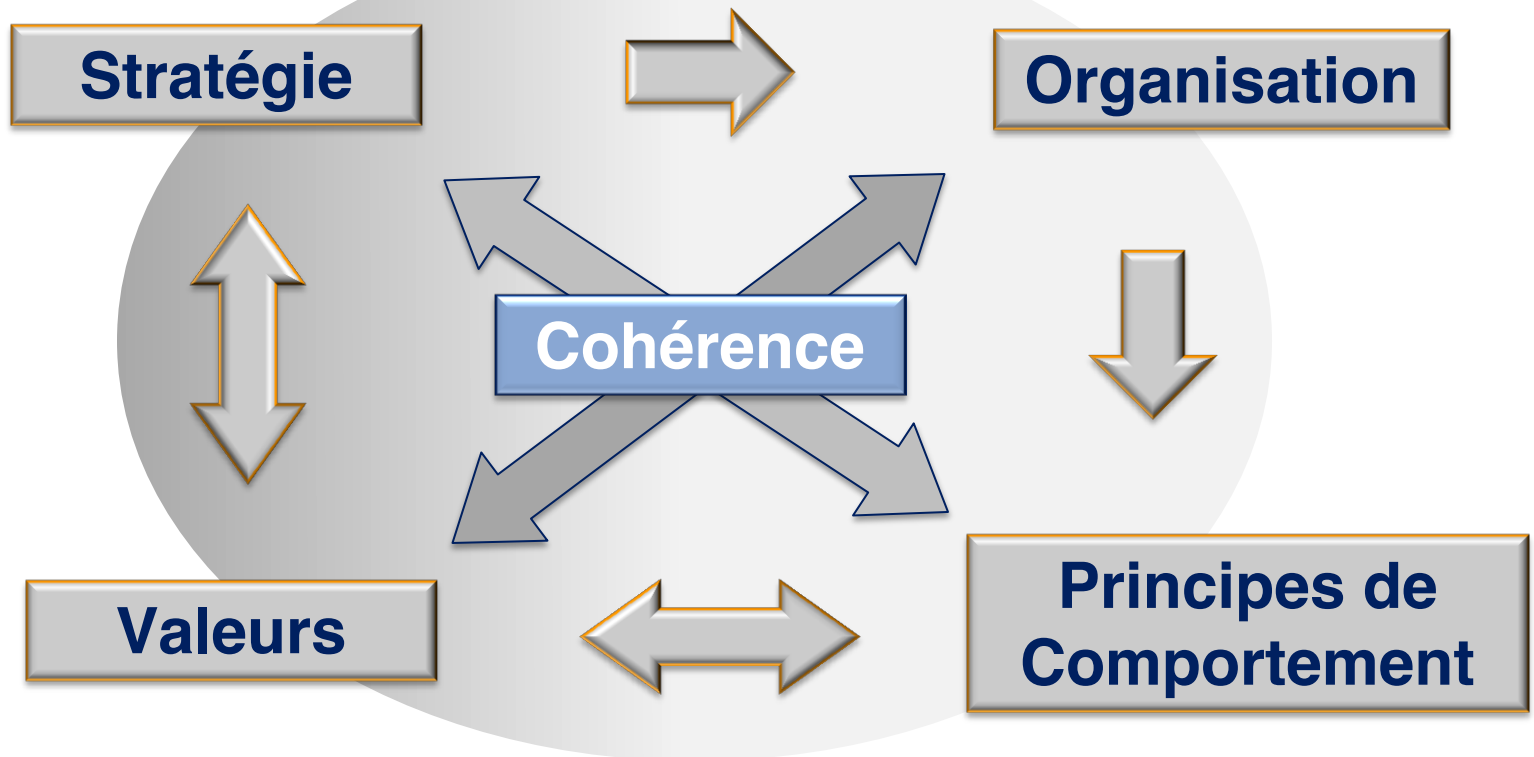 Stratégie
Organisation
Cohérence
Valeurs
Principes de
Comportement